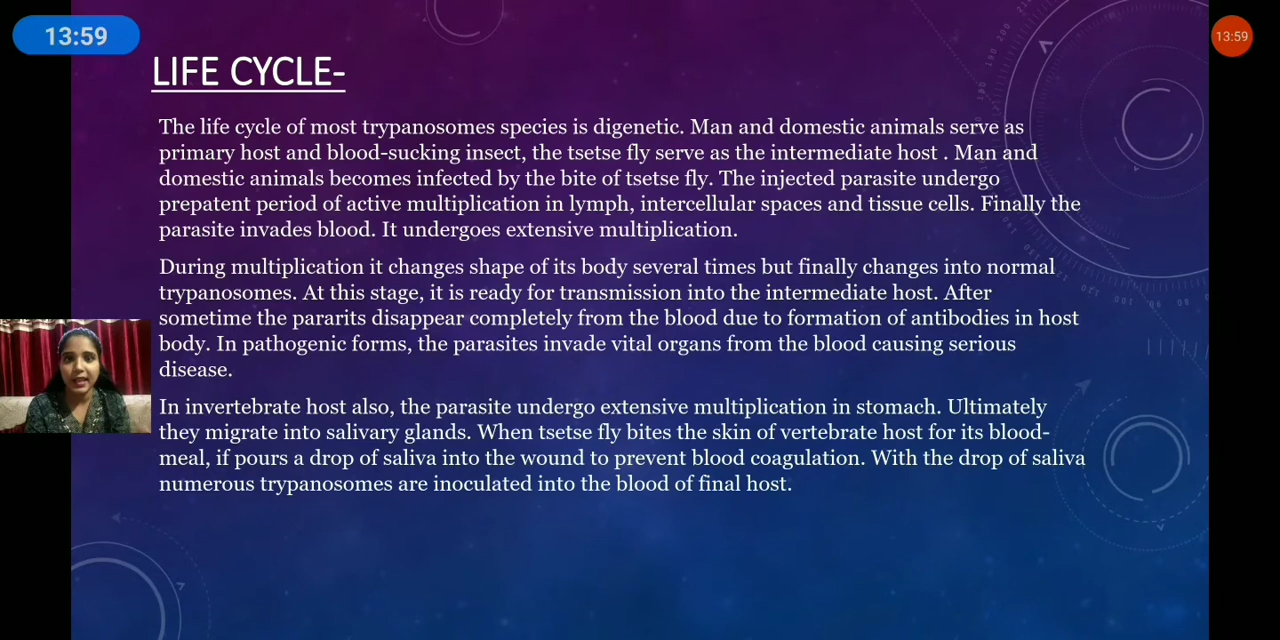 13:59
13:59
LIFE CYCLE-
The life cycle of most trypanosomes species is digenetic. Man and domestic animals serve as
primary host and blood-sucking insect, the tsetse fly serve as the intermediate host . Man and
domestic animals becomes infected by the bite of tsetse fly. The injected parasite undergo
prepatent period of active multiplication in lymph, intercellular spaces and tissue cells. Finally the
parasite invades blood. It undergoes extensive multiplication.
During multiplication it changes shape of its body several times but finally changes into normal
trypanosomes. At this stage, it is ready for transmission into the intermediate host. After
sometime the pararits disappear completely from the blood due to formation of antibodies in host
body. In pathogenic forms, the parasites invade vital organs from the blood causing serious
disease.
In invertebrate host also, the parasite undergo extensive multiplication in stomach. Ultimately
they migrate into salivary glands. When tsetse fly bites the skin of vertebrate host for its blood-
meal, if pours a drop of saliva into the wound to prevent blood coagulation. With the drop of saliva
numerous trypanosomes are inoculated into the blood of final host.